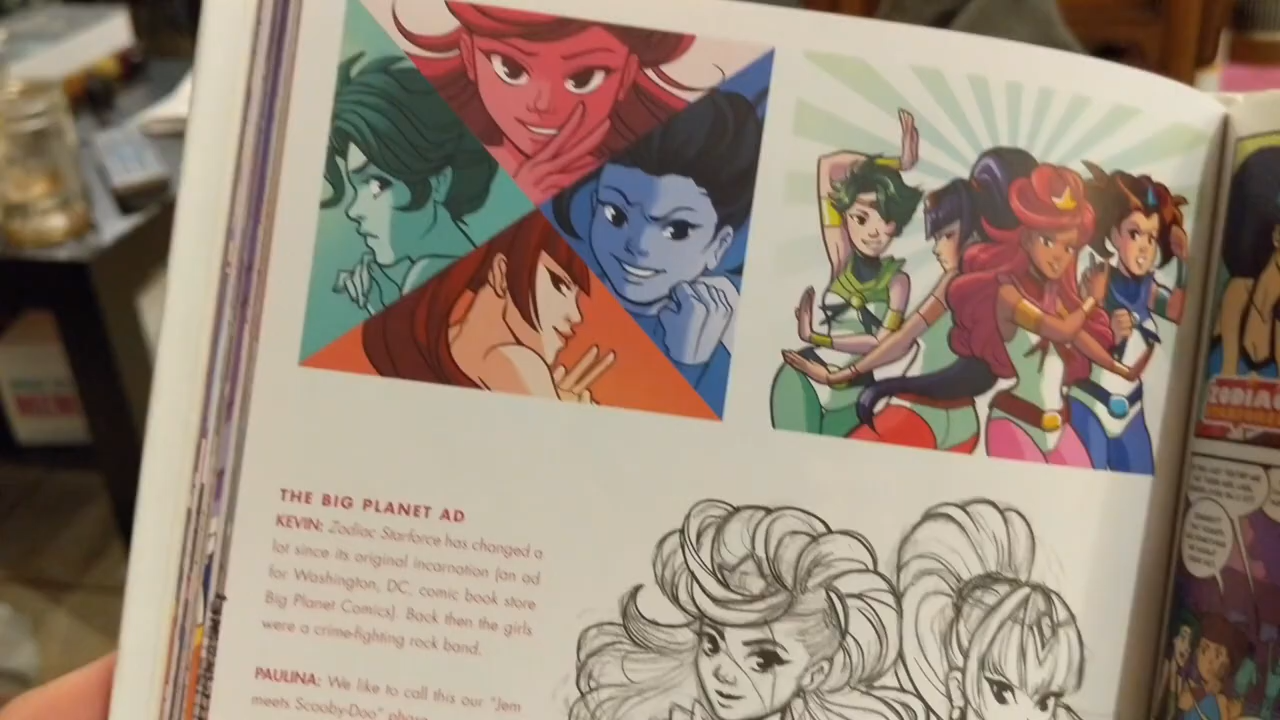 THE BIG PLANET AD
KEVIN: Zodiac Starforce has changed a
lot since its original incarnation (an ad
for Washington, DC, comic book store
Big Planet Comics). Back then the girls
were a crime-fighting rock band.
PAULINA: We like to call this our "Jem
meets Scooby-Doo"
ZODIAC